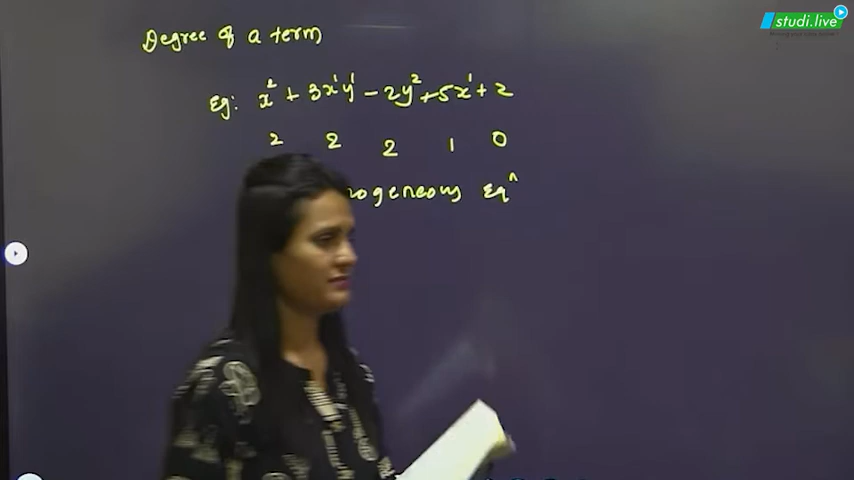 studi.live
Degree of a term
Eg: x² + 3x¹y¹ - 2y² + 5x¹ + 2
2 2 2 1 0
ogeneous Eqⁿ